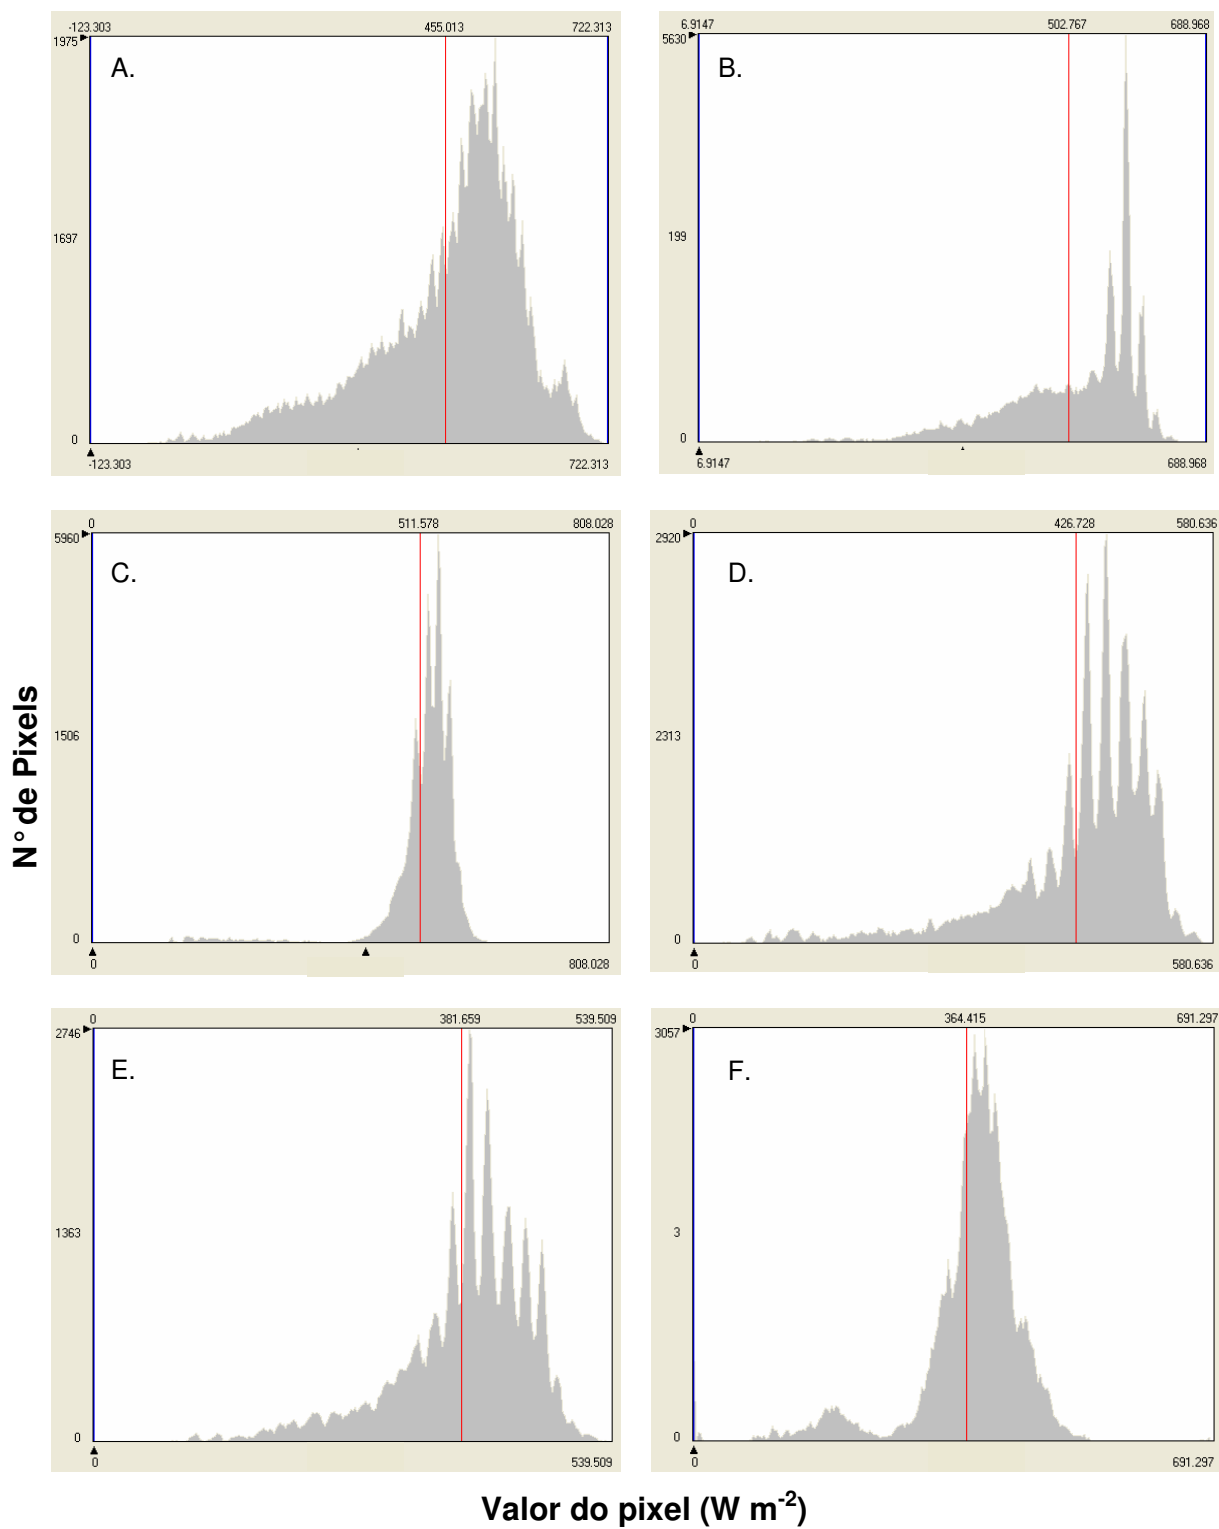 -123.303 455.013 722.313
1975
A.
1697
0
-123.303 722.313
6.9147 502.767 688.968
5630
B.
199
0
6.9147 688.968
0 511.578 808.028
5960
C.
1506
0
0 808.028
0 426.728 580.636
2920
D.
2313
0
0 580.636
0 381.659 539.509
2746
E.
1363
0
0 539.509
0 364.415 691.297
3057
F.
3
0
0 691.297
N° de Pixels
Valor do pixel (W m-2)